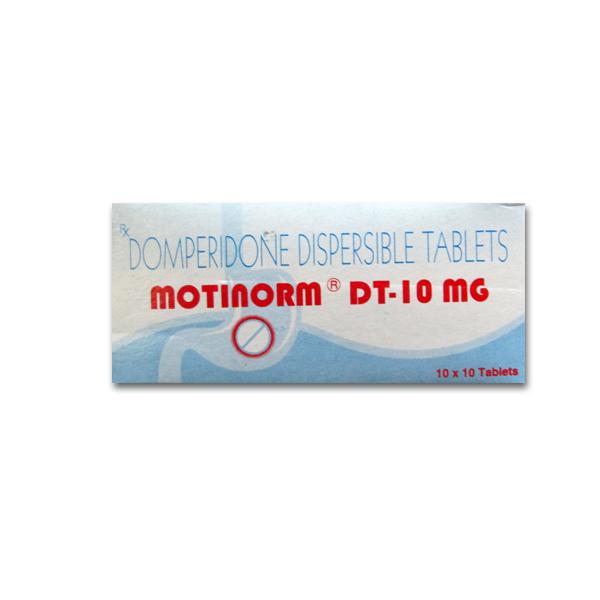 Rx
DOMPERIDONE DISPERSIBLE TABLETS
MOTINORM® DT-10 MG
10 x 10 Tablets